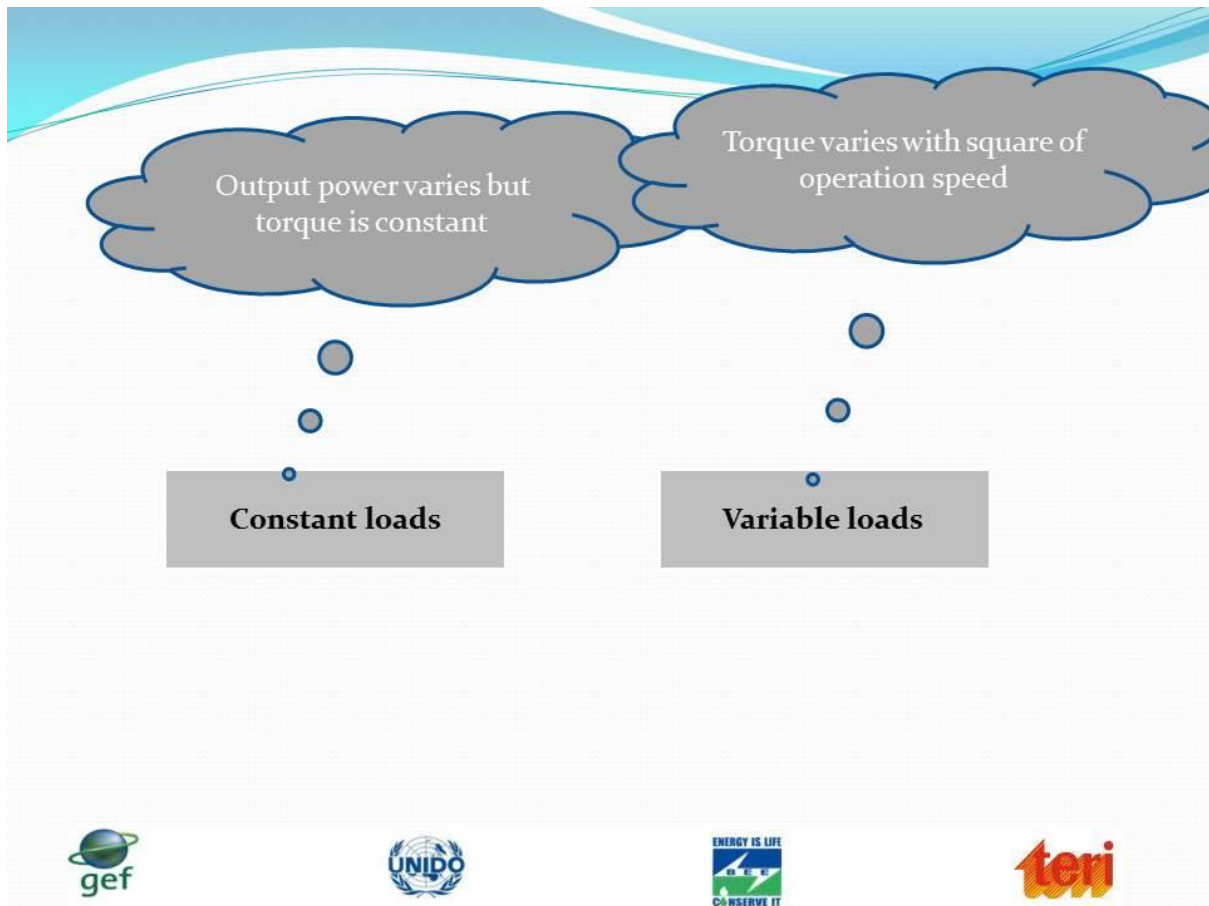 Output power varies but
torque is constant
Torque varies with square of
operation speed
Constant loads
Variable loads
gef
UNIDO
ENERGY IS LIFE
BEE
CONSERVE IT
teri